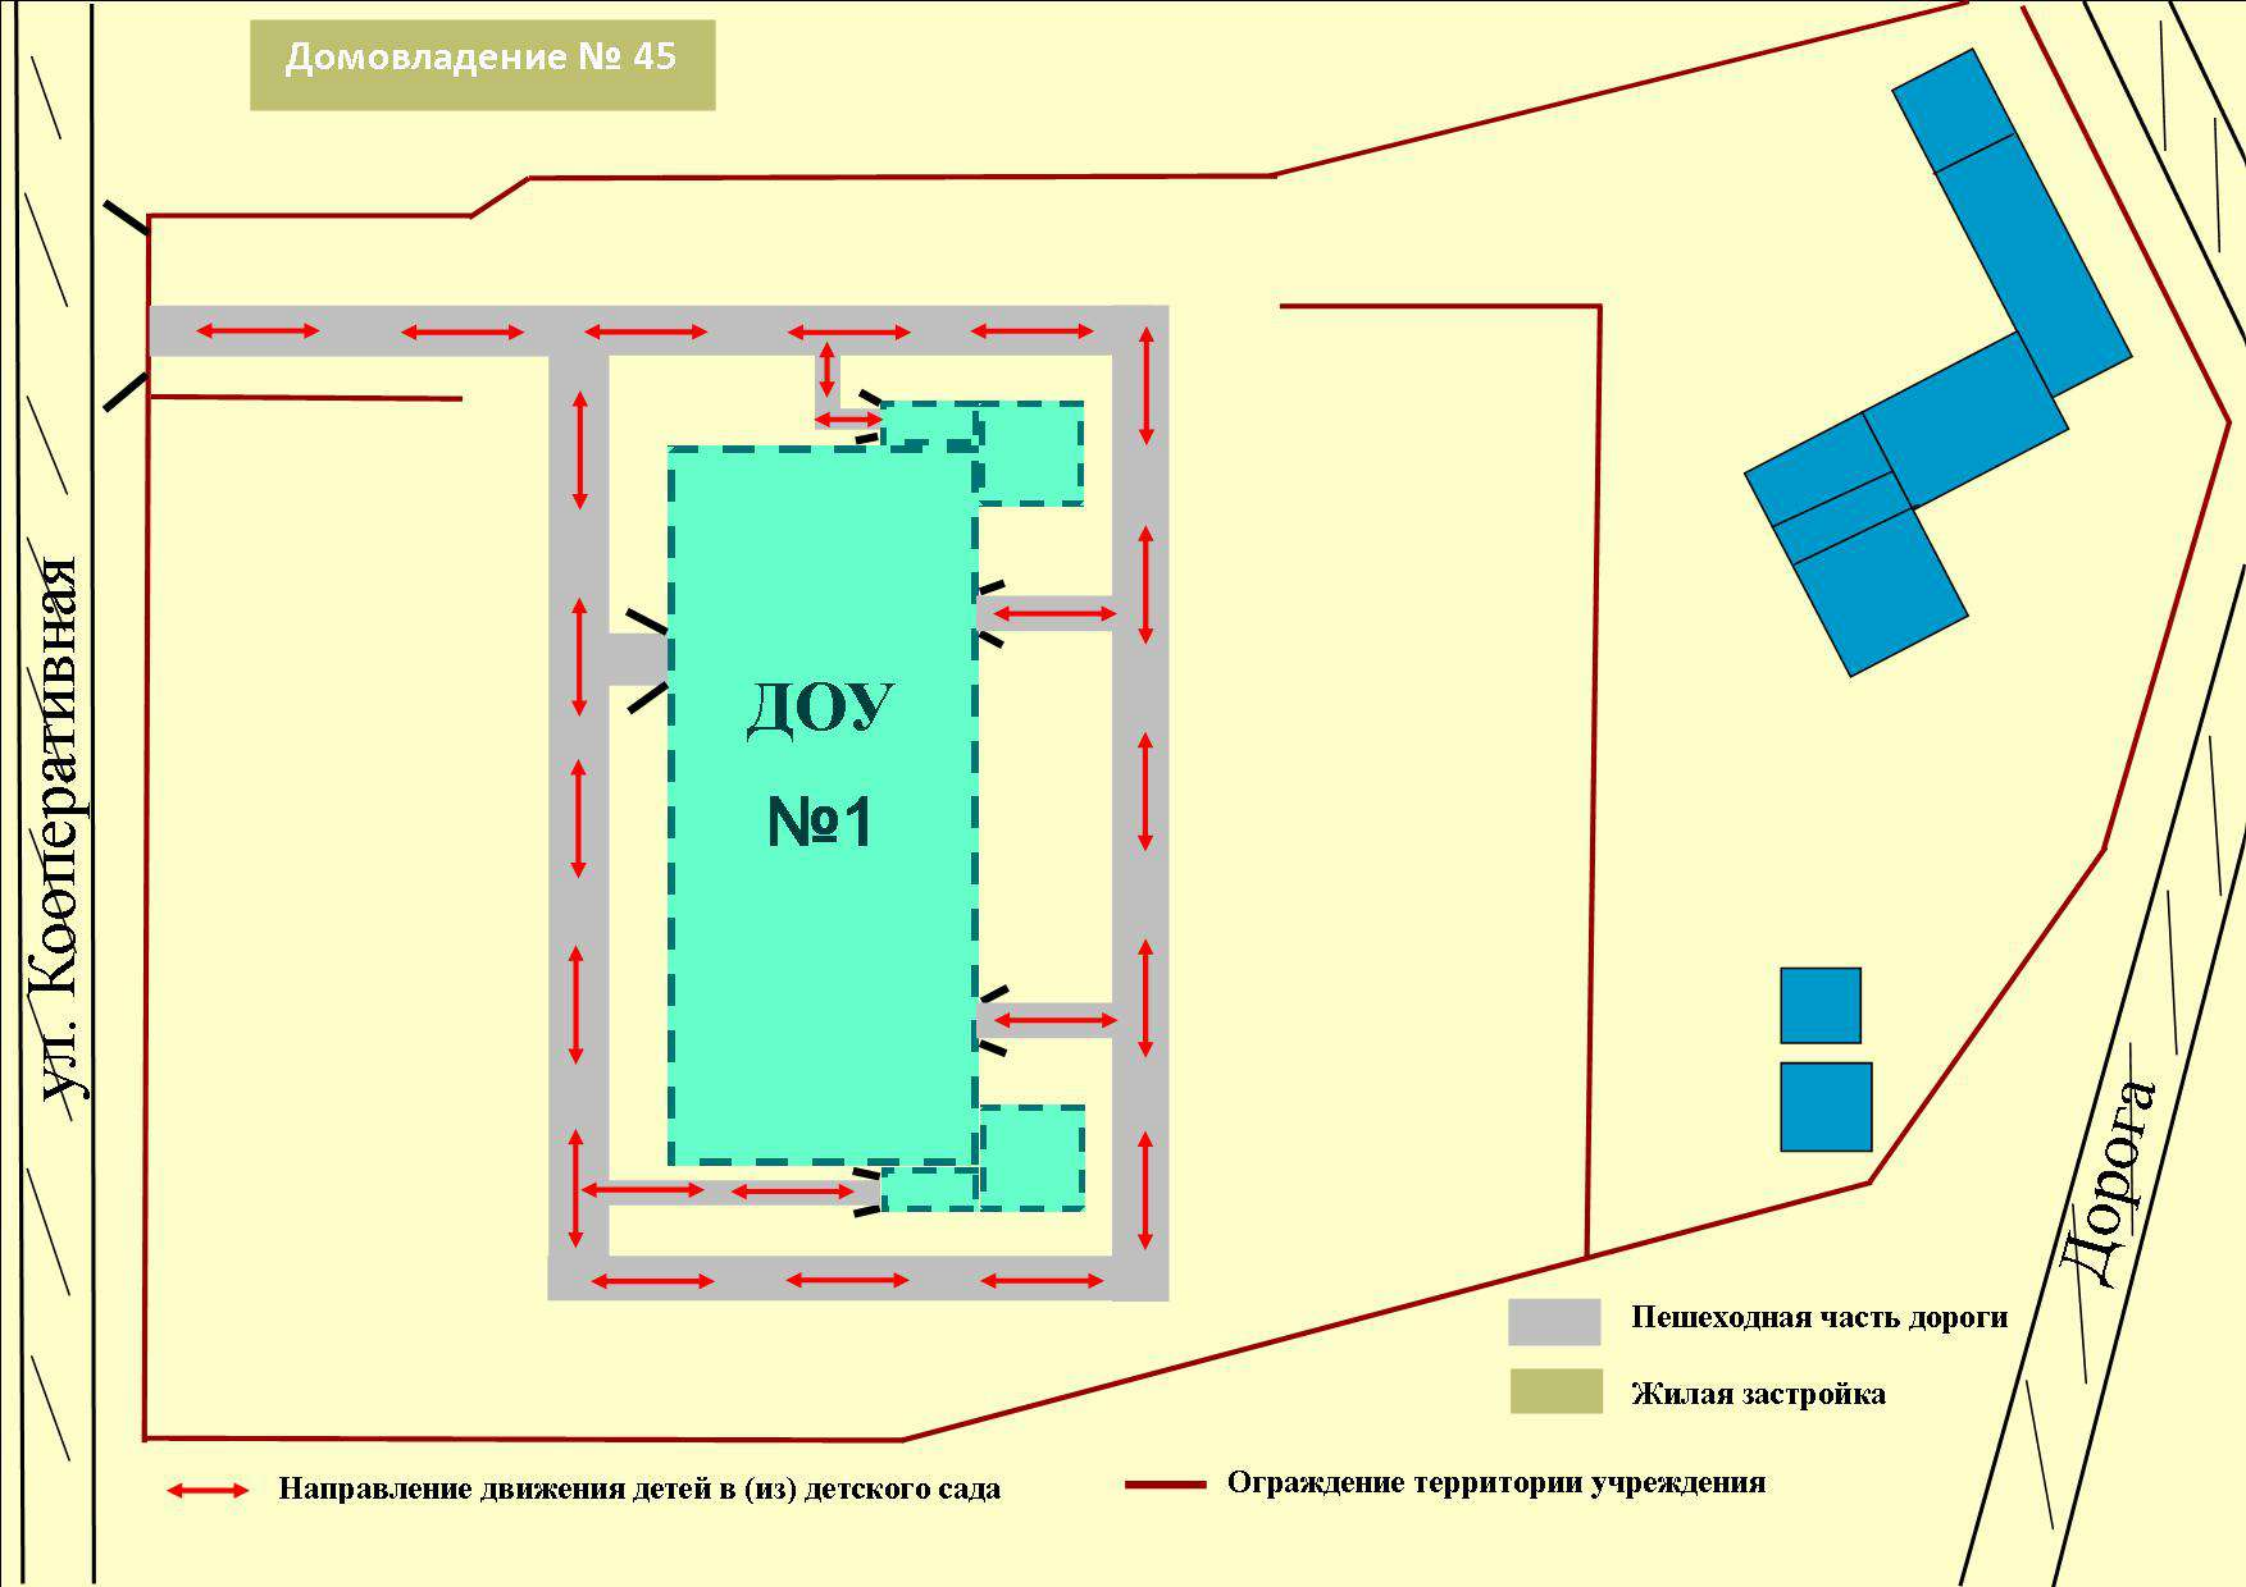 Домовладение № 45
ул. Кооперативная
ДОУ
№1
Дорога
Пешеходная часть дороги
Жилая застройка
Направление движения детей в (из) детского сада
Ограждение территории учреждения